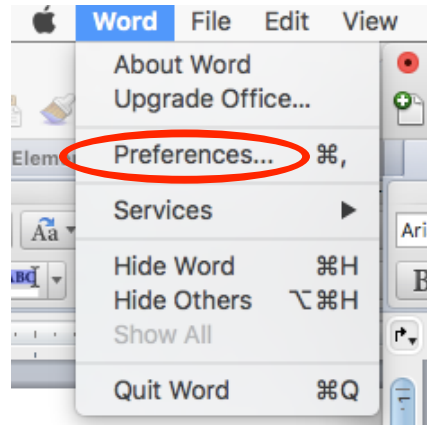 Word File Edit View
About Word
Upgrade Office...
Elem
Preferences... ⌘,
Services ▶
Aa
Ari
ABC
Hide Word ⌘H
B
Hide Others ⌥⌘H
Show All
Quit Word ⌘Q